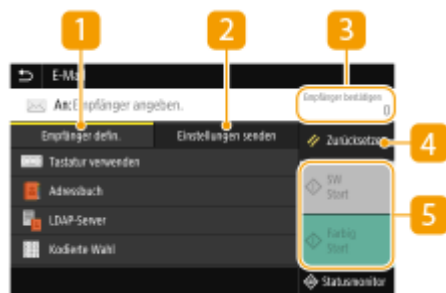 1
2
3
E-Mail
An: Empfänger angeben.
Empfänger bestätigen
0
Empfänger defin.
Einstellungen senden
Zurücksetzen
4
Tastatur verwenden
Adressbuch
LDAP-Server
Kodierte Wahl
SW
Start
Farbig
Start
5
Statusmonitor